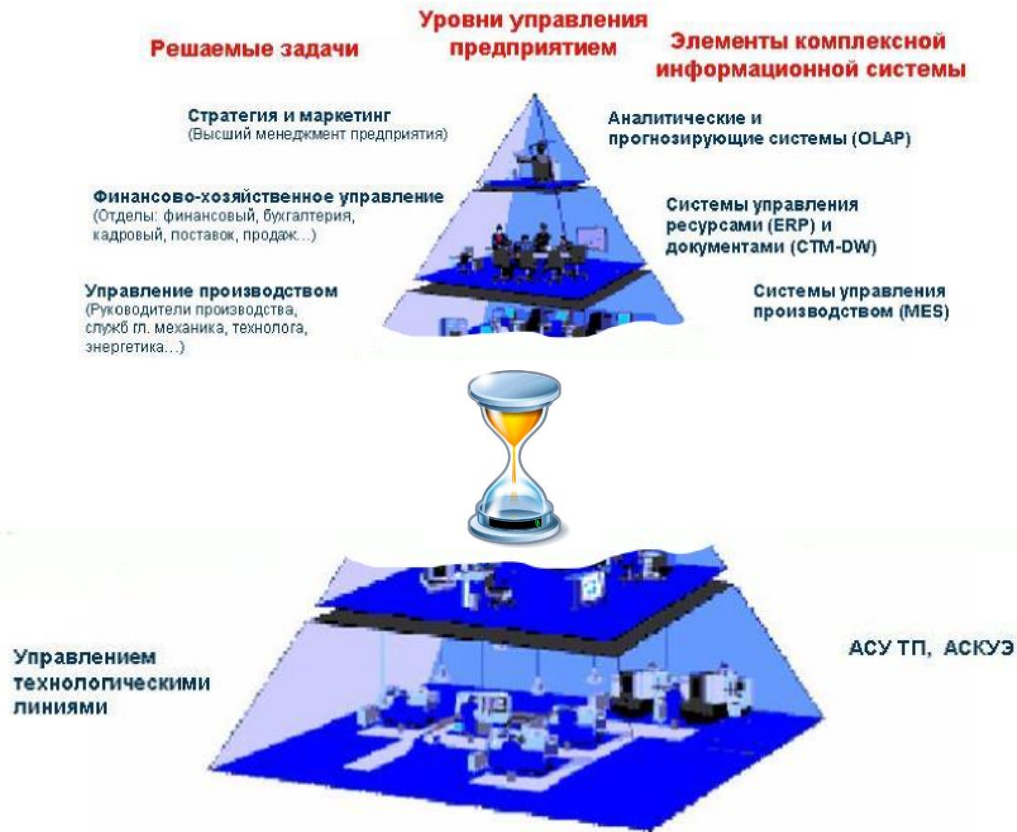 Уровни управления
предприятием
Решаемые задачи
Элементы комплексной
информационной системы
Стратегия и маркетинг
(Высший менеджмент предприятия)
Аналитические и
прогнозирующие системы (OLAP)
Финансово-хозяйственное управление
(Отделы: финансовый, бухгалтерия,
кадровый, поставок, продаж...)
Системы управления
ресурсами (ERP) и
документами (CTM-DW)
Управление производством
(Руководители производства,
служб гл. механика, технолога,
энергетика...)
Системы управления
производством (MES)
Управлением
технологическими
линиями
АСУ ТП, АСКУЭ